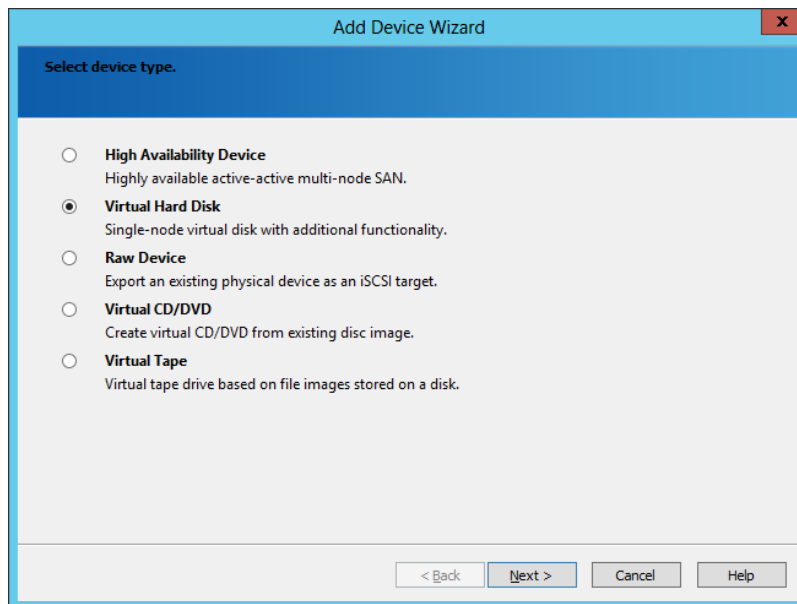 Add Device Wizard
x
Select device type.
High Availability Device
Highly available active-active multi-node SAN.
Virtual Hard Disk
Single-node virtual disk with additional functionality.
Raw Device
Export an existing physical device as an iSCSI target.
Virtual CD/DVD
Create virtual CD/DVD from existing disc image.
Virtual Tape
Virtual tape drive based on file images stored on a disk.
< Back Next > Cancel Help